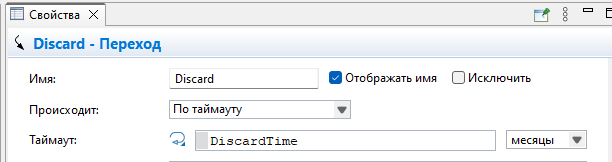 Свойства
Discard - Переход
Имя: Discard Отображать имя Исключить
Происходит: По таймауту
Таймаут: DiscardTime месяцы